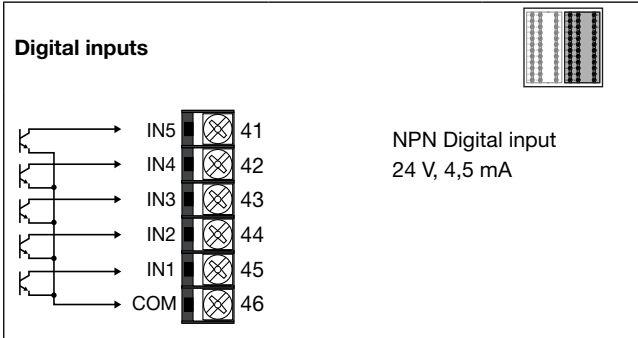 Digital inputs
IN5 41
IN4 42
IN3 43
IN2 44
IN1 45
COM 46
NPN Digital input
24 V, 4,5 mA